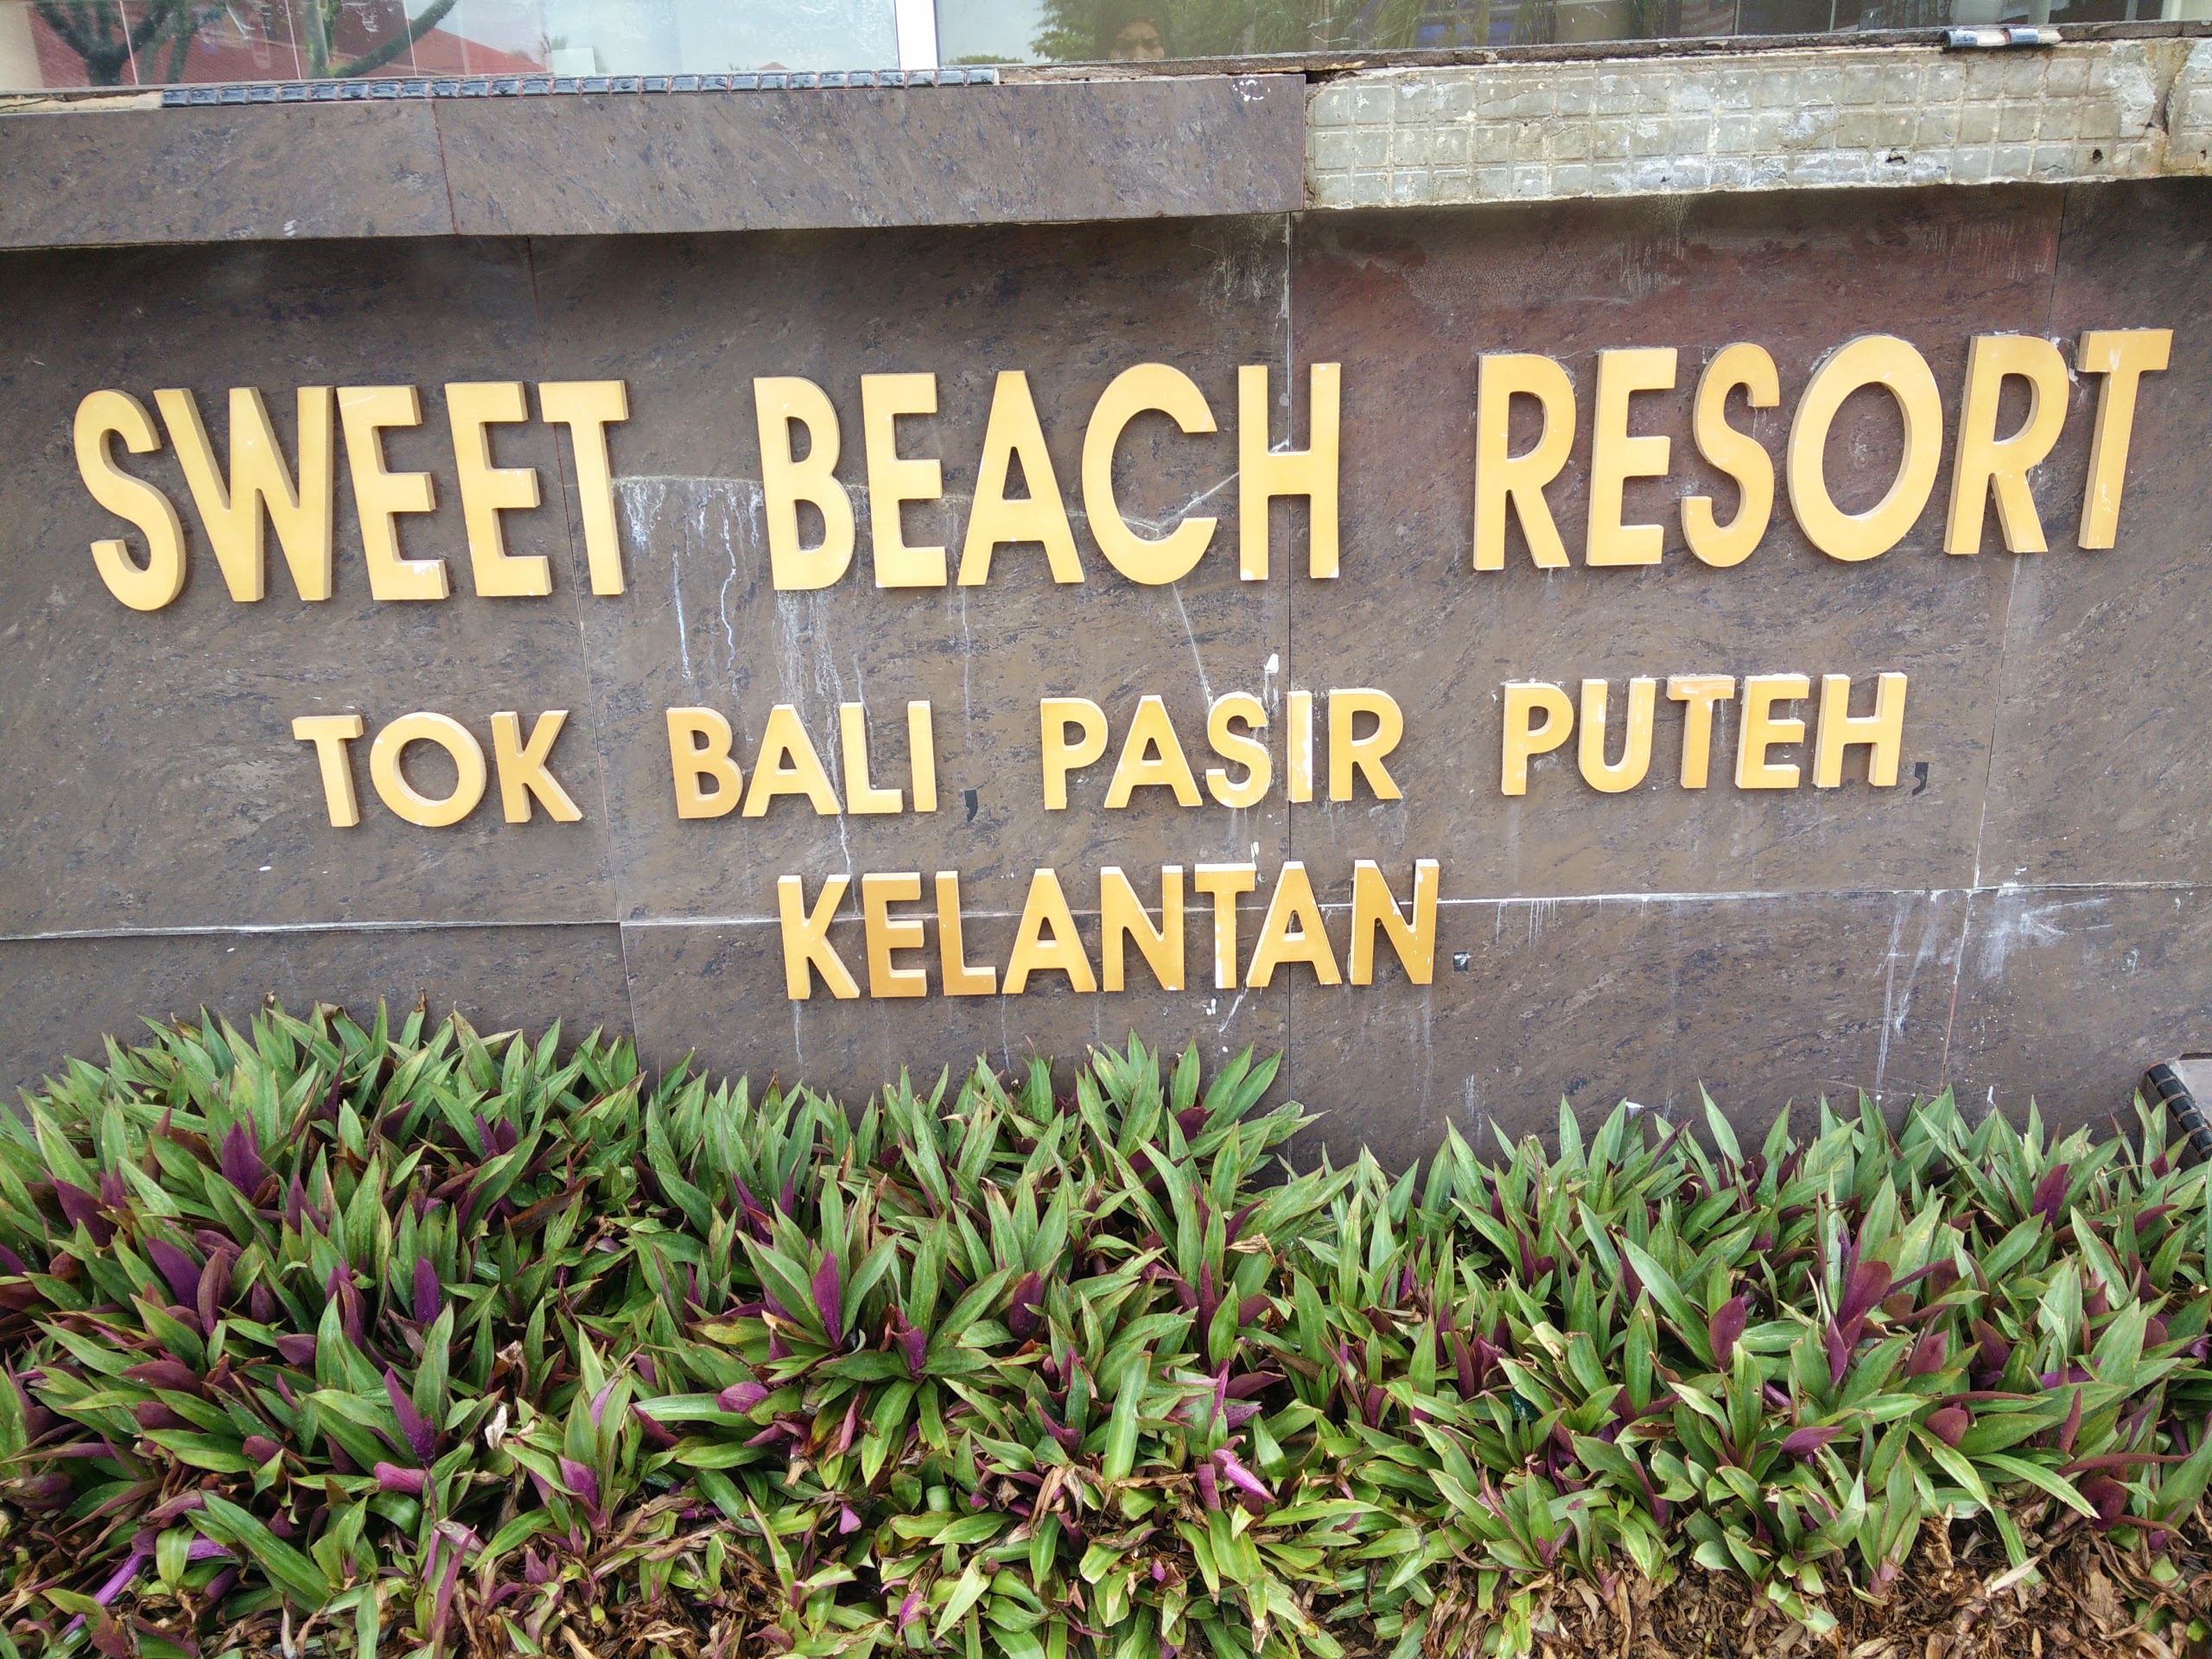 SWEET BEACH RESORT
TOK BALI, PASIR PUTEH,
KELANTAN.